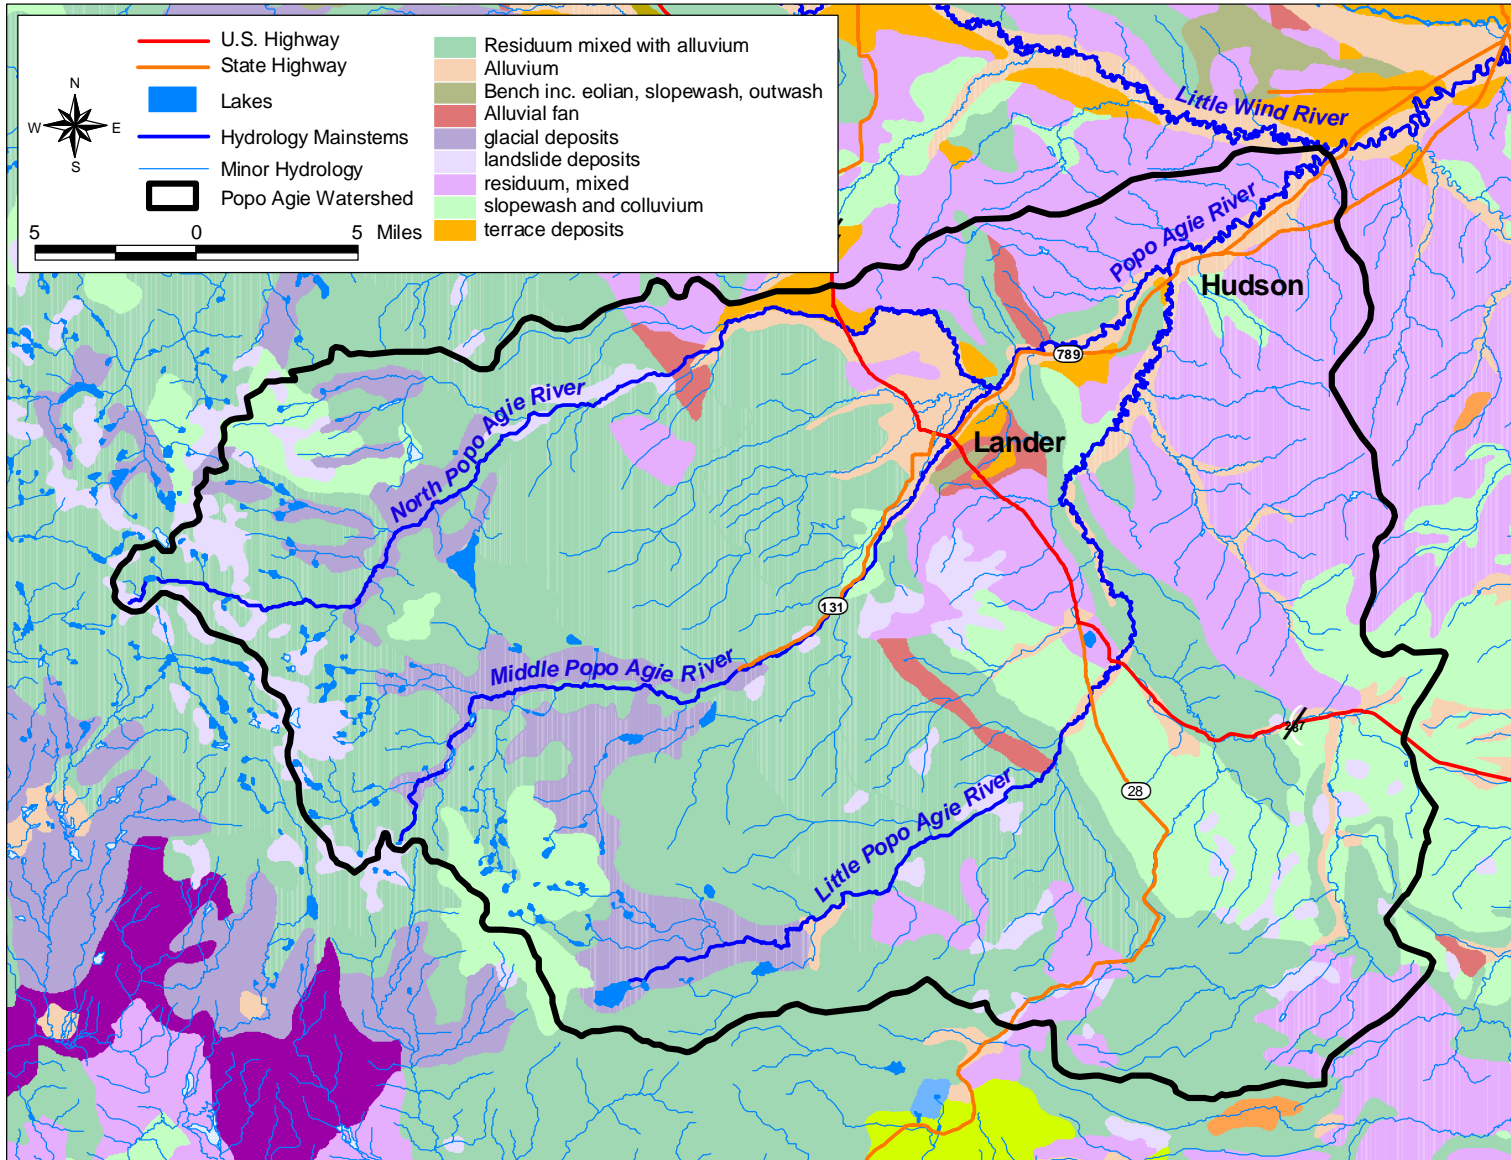 U.S. Highway
State Highway
Lakes
Hydrology Mainstems
Minor Hydrology
Popo Agie Watershed
N
W
E
S
5
0
5 Miles
Residuum mixed with alluvium
Alluvium
Bench inc. eolian, slopewash, outwash
Alluvial fan
glacial deposits
landslide deposits
residuum, mixed
slopewash and colluvium
terrace deposits
Little Wind River
Popo Agie River
Hudson
789
North Popo Agie River
Lander
131
Middle Popo Agie River
287
28
Little Popo Agie River